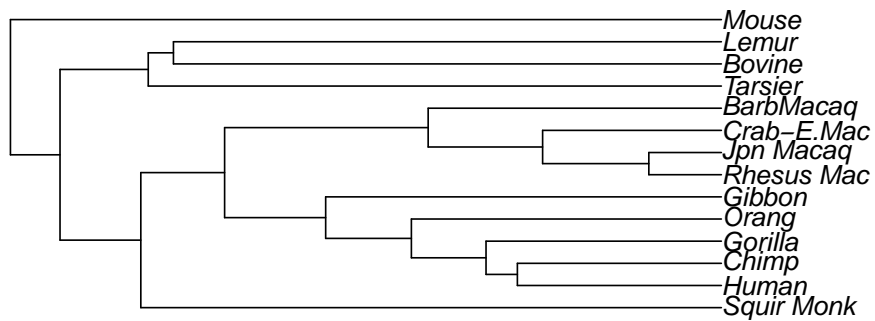 Mouse
Lemur
Bovine
Tarsier
BarbMacaq
Crab−E.Mac
Jpn Macaq
Rhesus Mac
Gibbon
Orang
Gorilla
Chimp
Human
Squir Monk